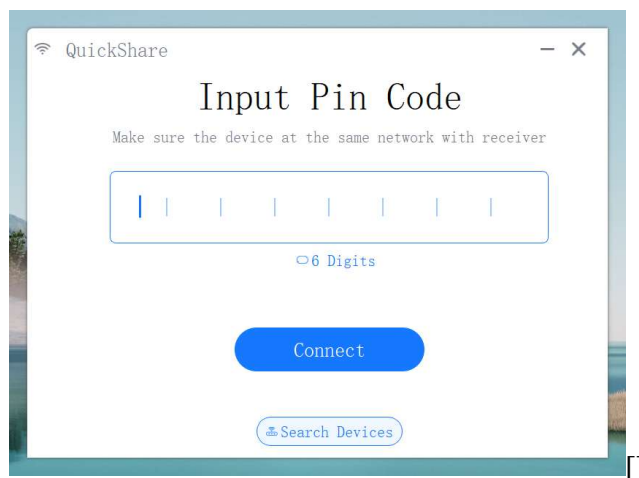 QuickShare
Input Pin Code
Make sure the device at the same network with receiver
6 Digits
Connect
Search Devices